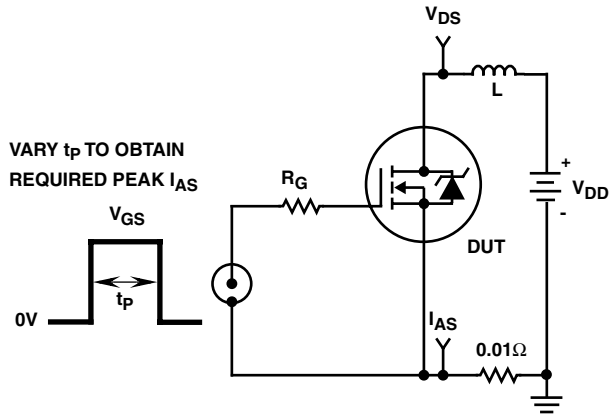 V_DS
L
VARY t_P TO OBTAIN
REQUIRED PEAK I_AS
R_G
+
V_DD
-
V_GS
DUT
t_P
0V
I_AS
0.01Ω